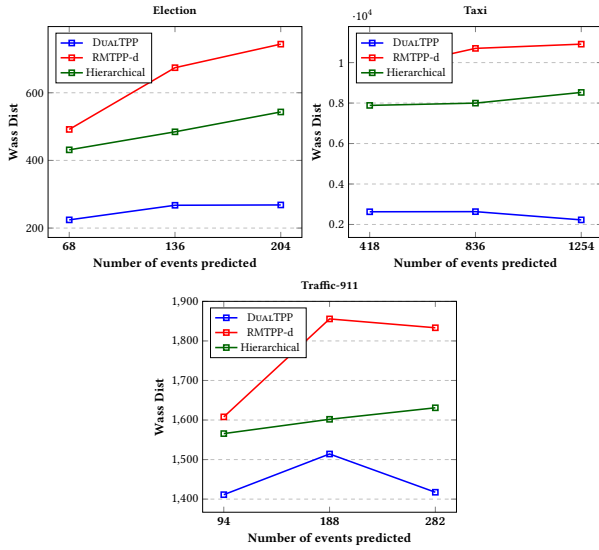 Election
Wass Dist
600
400
200
DUALTPP
RMTPP-d
Hierarchical
68
136
204
Number of events predicted
Taxi
·10⁴
Wass Dist
1
0.8
0.6
0.4
0.2
DUALTPP
RMTPP-d
Hierarchical
418
836
1254
Number of events predicted
Traffic-911
Wass Dist
1,900
1,800
1,700
1,600
1,500
1,400
DUALTPP
RMTPP-d
Hierarchical
94
188
282
Number of events predicted